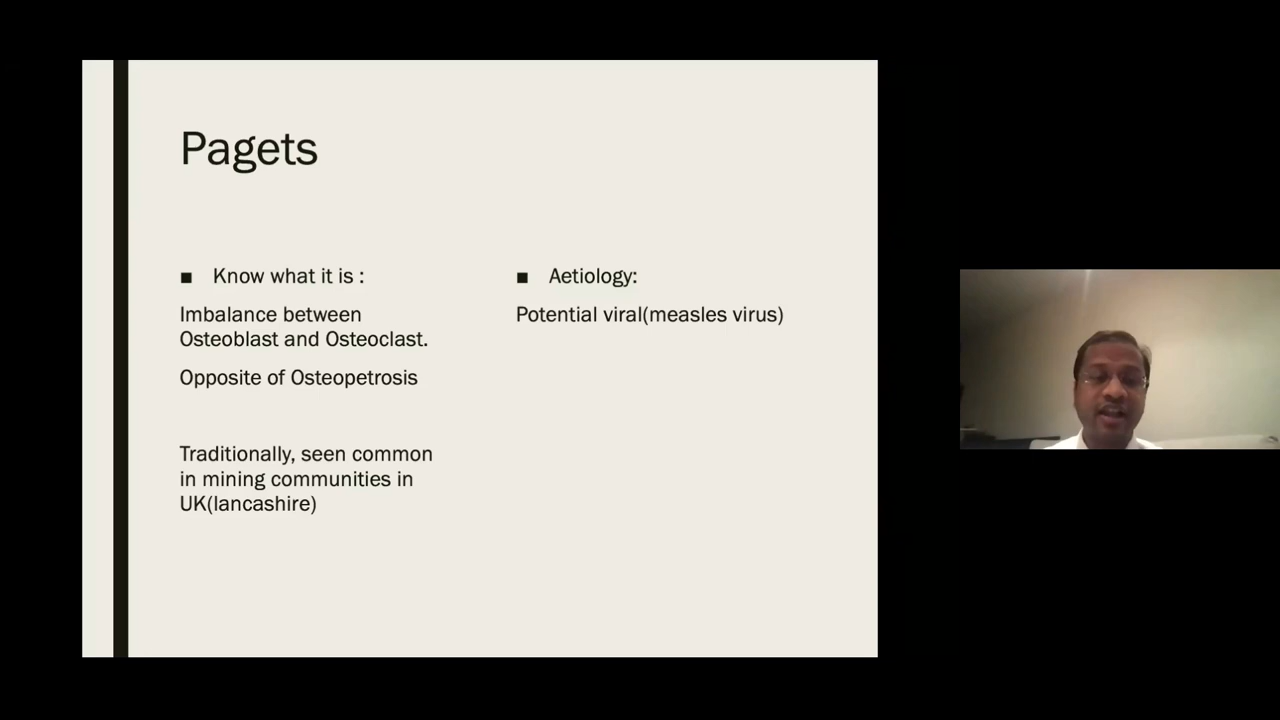 Pagets
■ Know what it is :
Imbalance between
Osteoblast and Osteoclast.
Opposite of Osteopetrosis
Traditionally, seen common
in mining communities in
UK(lancashire)
■ Aetiology:
Potential viral(measles virus)